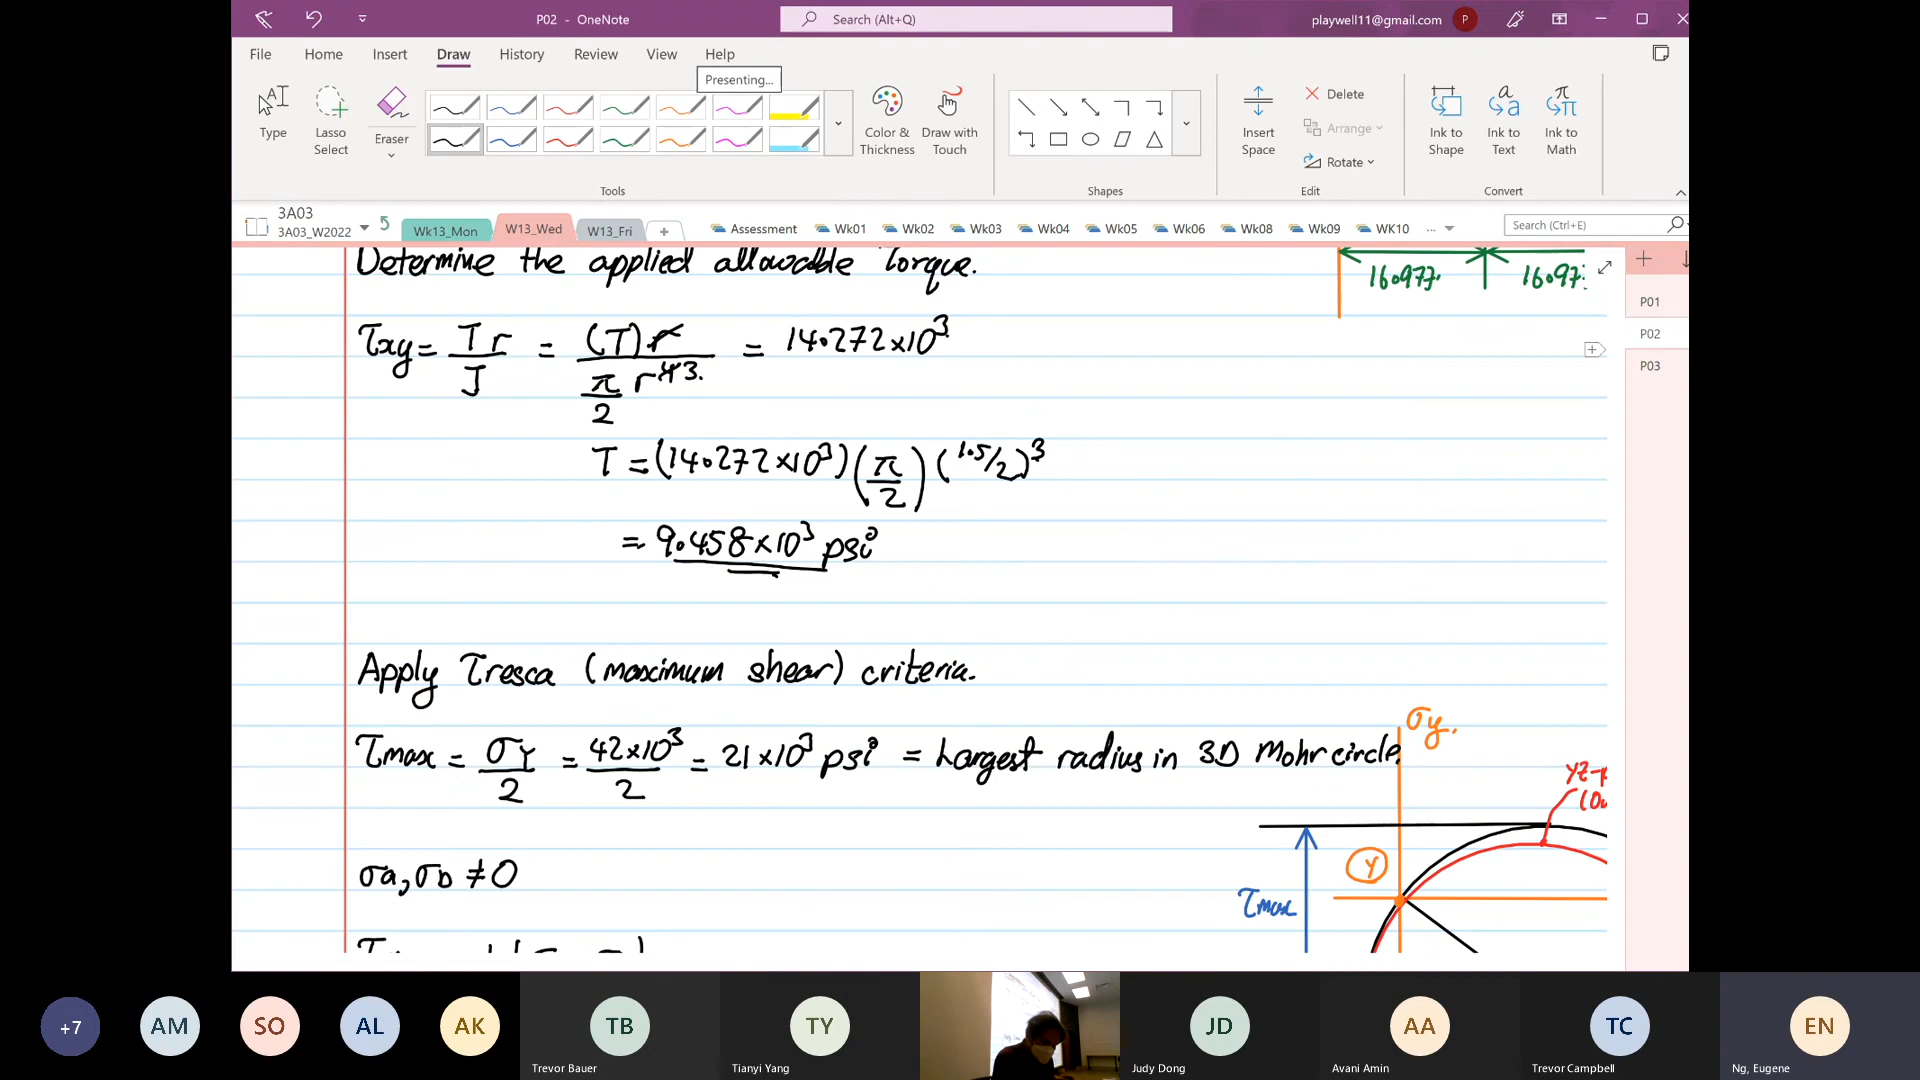 P02 - OneNote
Search (Alt+Q)
playwell11@gmail.com
P
File Home Insert Draw History Review View Help
Presenting...
Type
Lasso Select
Eraser
Color & Thickness
Draw with Touch
Insert Space
Delete
Arrange
Rotate
Ink to Shape
Ink to Text
Ink to Math
Tools
Shapes
Edit
Convert
3A03
3A03_W2022
Wk13_Mon
W13_Wed
W13_Fri
Assessment
Wk01
Wk02
Wk03
Wk04
Wk05
Wk06
Wk08
Wk09
WK10
...
Search (Ctrl+E)
P01
P02
P03
Determine the applied allowable Torque.
16.977. 16.97
τxy = Tr/J = (T)r / (π/2 r⁴ 3.) = 14.272×10³
T = (14.272×10³)(π/2)(1.5/2)³
= 9.458×10³ psi
Apply Tresca (maximum shear) criteria.
τmax = σY/2 = 42×10³/2 = 21×10³ psi = Largest radius in 3D Mohr circle.
σy.
YZ-
Y
τmax
σa, σb ≠ 0
+7
AM
SO
AL
AK
TB
Trevor Bauer
TY
Tianyi Yang
JD
Judy Dong
AA
Avani Amin
TC
Trevor Campbell
EN
Ng, Eugene